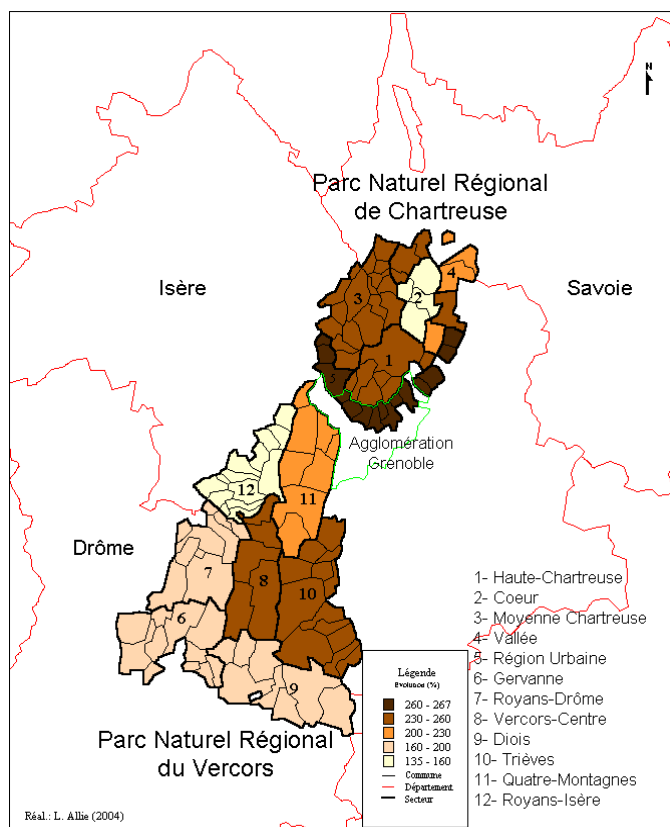 N
Parc Naturel Régional
de Chartreuse
Isère
Savoie
4
3
2
1
5
Agglomération
Grenoble
12
11
Drôme
7
8
10
6
9
1- Haute-Chartreuse
2- Coeur
3- Moyenne Chartreuse
4- Vallée
5- Région Urbaine
6- Gervanne
7- Royans-Drôme
8- Vercors-Centre
9- Diois
10- Trièves
11- Quatre-Montagnes
12- Royans-Isère
Légende
Evolution (%)
260 - 267
230 - 260
200 - 230
160 - 200
135 - 160
Commune
Département
Secteur
Parc Naturel Régional
du Vercors
Réal.: L. Allie (2004)